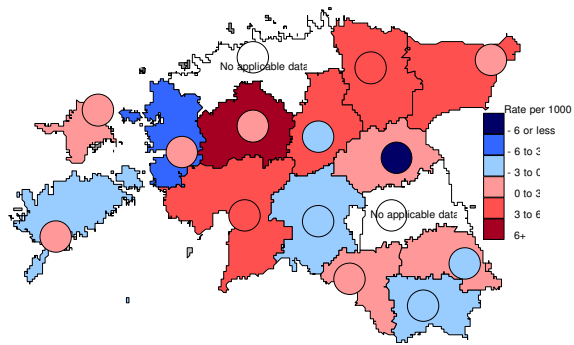 No applicable data
Rate per 1000
- 6 or less
- 6 to 3
- 3 to 0
0 to 3
3 to 6
6+
No applicable data